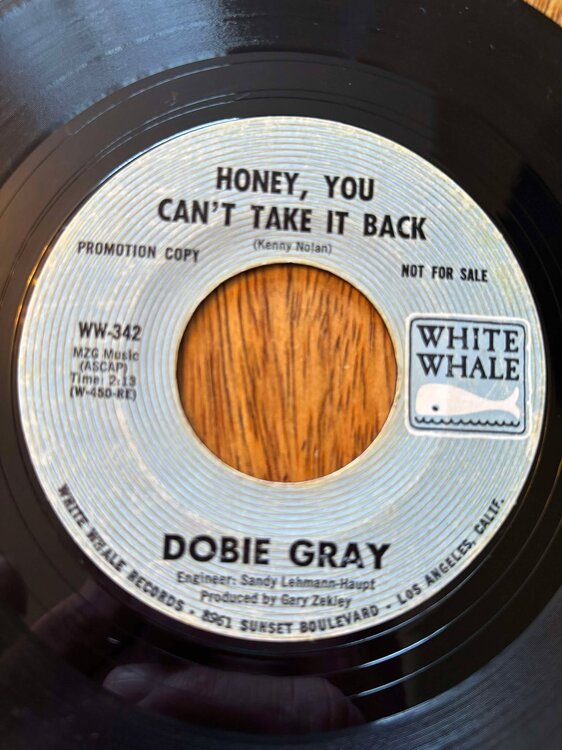 HONEY, YOU
CAN'T TAKE IT BACK
(Kenny Nolan)
PROMOTION COPY
NOT FOR SALE
WW-342
MZG Music
(ASCAP)
Time: 2:13
(W-450-RE)
WHITE
WHALE
DOBIE GRAY
Engineer: Sandy Lehmann-Haupt
Produced by Gary Zekley
WHITE WHALE RECORDS • 8961 SUNSET BOULEVARD • LOS ANGELES, CALIF.